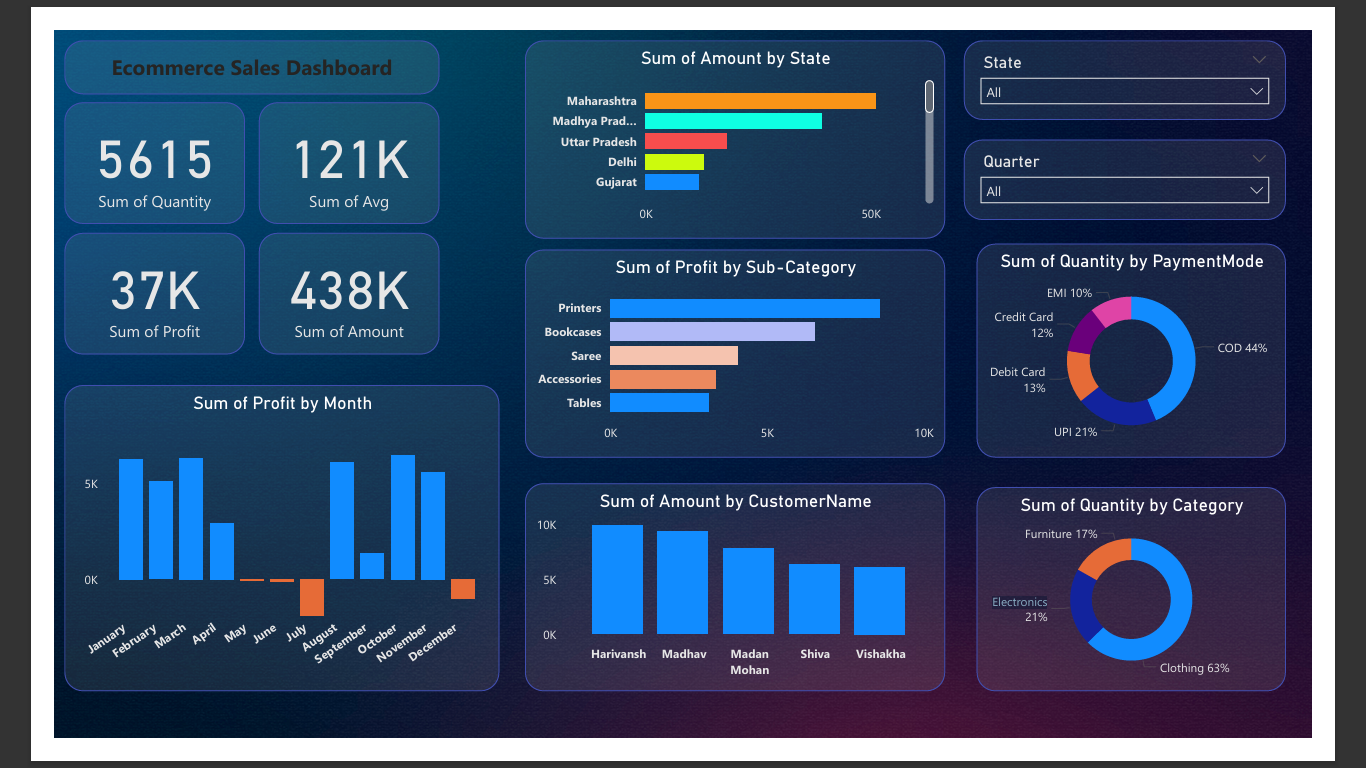 Ecommerce Sales Dashboard
5615
Sum of Quantity
121K
Sum of Avg
37K
Sum of Profit
438K
Sum of Amount
Sum of Profit by Month
5K
0K
January
February
March
April
May
June
July
August
September
October
November
December
Sum of Amount by State
Maharashtra
Madhya Prad...
Uttar Pradesh
Delhi
Gujarat
0K 50K
Sum of Profit by Sub-Category
Printers
Bookcases
Saree
Accessories
Tables
0K 5K 10K
Sum of Amount by CustomerName
10K
5K
0K
Harivansh
Madhav
Madan
Mohan
Shiva
Vishakha
State
All
Quarter
All
Sum of Quantity by PaymentMode
EMI 10%
Credit Card
12%
COD 44%
Debit Card
13%
UPI 21%
Sum of Quantity by Category
Furniture 17%
Electronics
21%
Clothing 63%